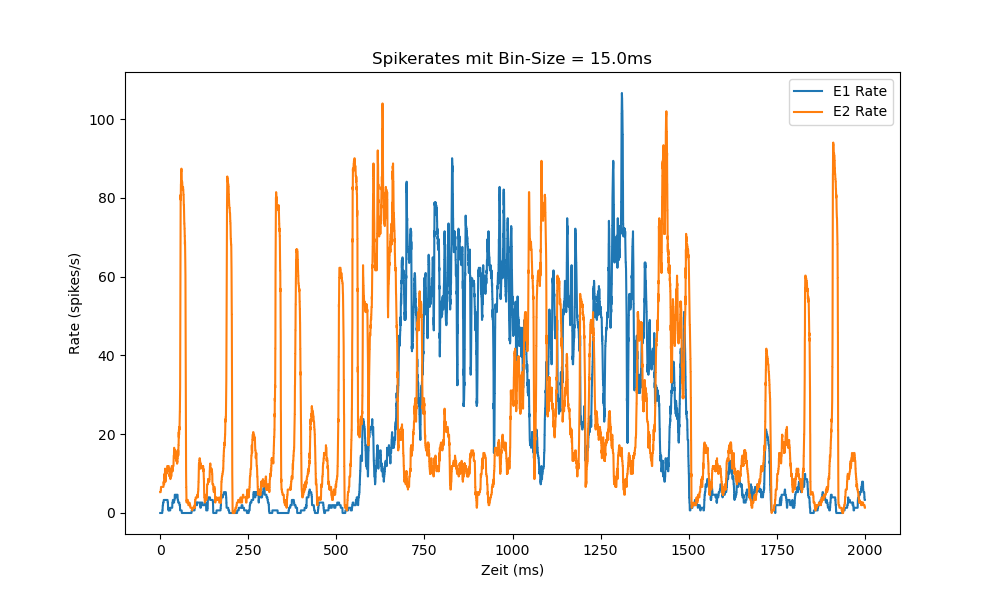 Spikerates mit Bin-Size = 15.0ms
E1 Rate
E2 Rate
Rate (spikes/s)
100
80
60
40
20
0
0 250 500 750 1000 1250 1500 1750 2000
Zeit (ms)